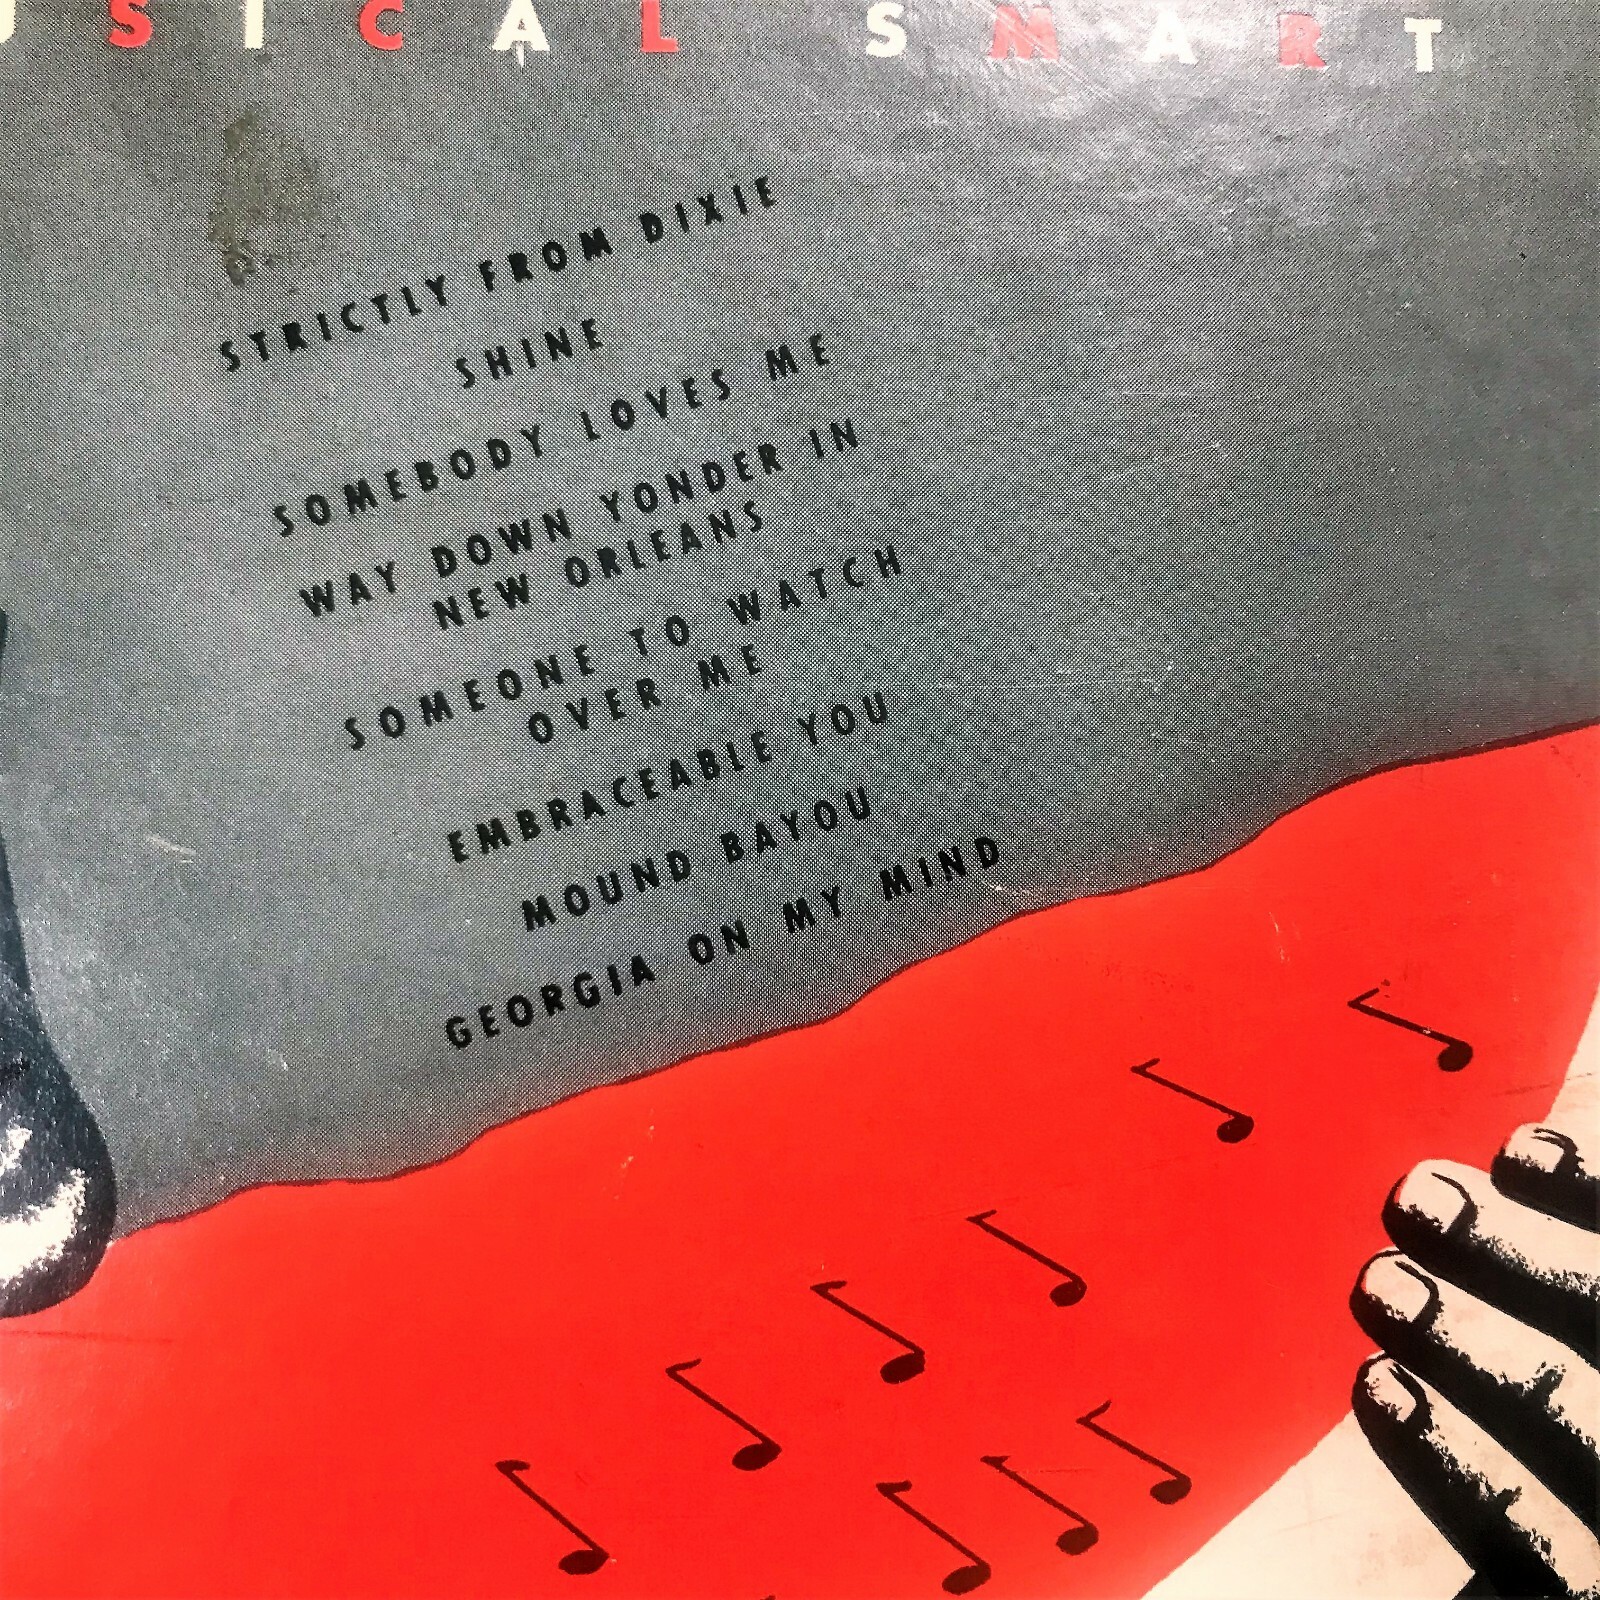 USICAL SMART
STRICTLY FROM DIXIE
SHINE
SOMEBODY LOVES ME
WAY DOWN YONDER IN
NEW ORLEANS
SOMEONE TO WATCH
OVER ME
EMBRACEABLE YOU
MOUND BAYOU
GEORGIA ON MY MIND